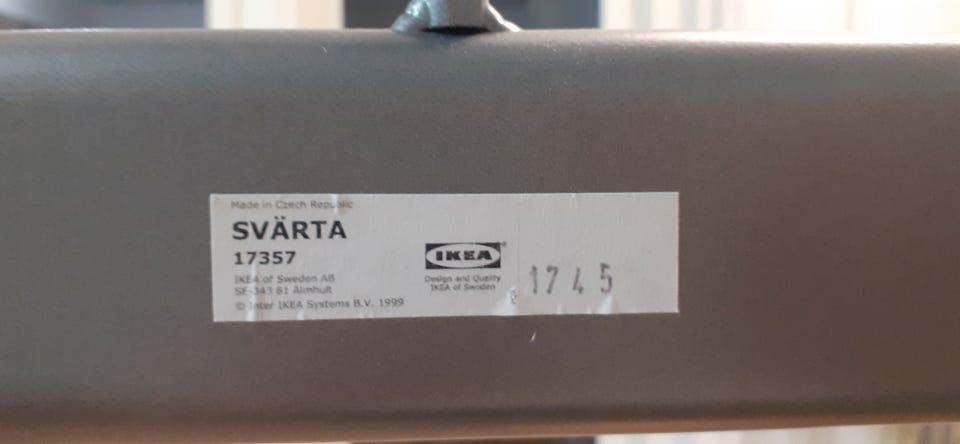 Made in Czech Republic
SVÄRTA
17357
IKEA of Sweden AB
SE-343 81 Älmhult
© Inter IKEA Systems B.V. 1999
IKEA®
Design and Quality
IKEA of Sweden
1745